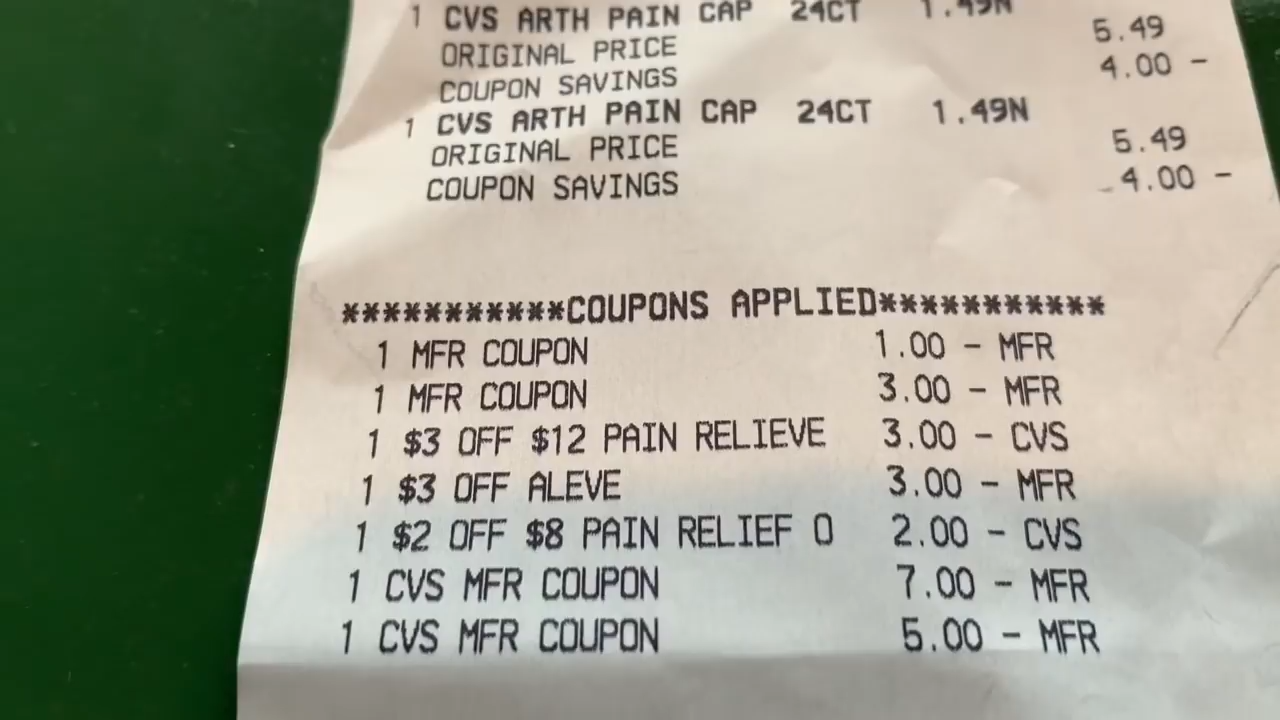 1 CVS ARTH PAIN CAP 24CT 1.49N
ORIGINAL PRICE 5.49
COUPON SAVINGS 4.00 -
1 CVS ARTH PAIN CAP 24CT 1.49N
ORIGINAL PRICE 5.49
COUPON SAVINGS 4.00 -
***********COUPONS APPLIED***********
1 MFR COUPON 1.00 - MFR
1 MFR COUPON 3.00 - MFR
1 $3 OFF $12 PAIN RELIEVE 3.00 - CVS
1 $3 OFF ALEVE 3.00 - MFR
1 $2 OFF $8 PAIN RELIEF O 2.00 - CVS
1 CVS MFR COUPON 7.00 - MFR
1 CVS MFR COUPON 5.00 - MFR